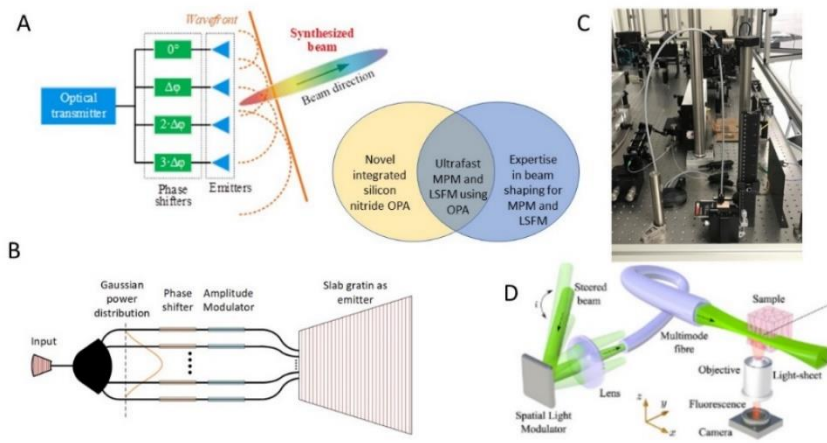 A
Wavefront
Synthesized
beam
Beam direction
Optical
transmitter
0°
Δφ
2·Δφ
3·Δφ
Phase
shifters
Emitters
Novel
integrated
silicon
nitride OPA
Ultrafast
MPM and
LSFM using
OPA
Expertise
in beam
shaping for
MPM and
LSFM
C
B
Gaussian
power
distribution
Phase
shifter
Amplitude
Modulator
Slab gratin as
emitter
Input
D
Steered
beam
i
Spatial Light
Modulator
Lens
Multimode
fibre
Sample
Objective
Light-sheet
Fluorescence
Camera
z
y
x